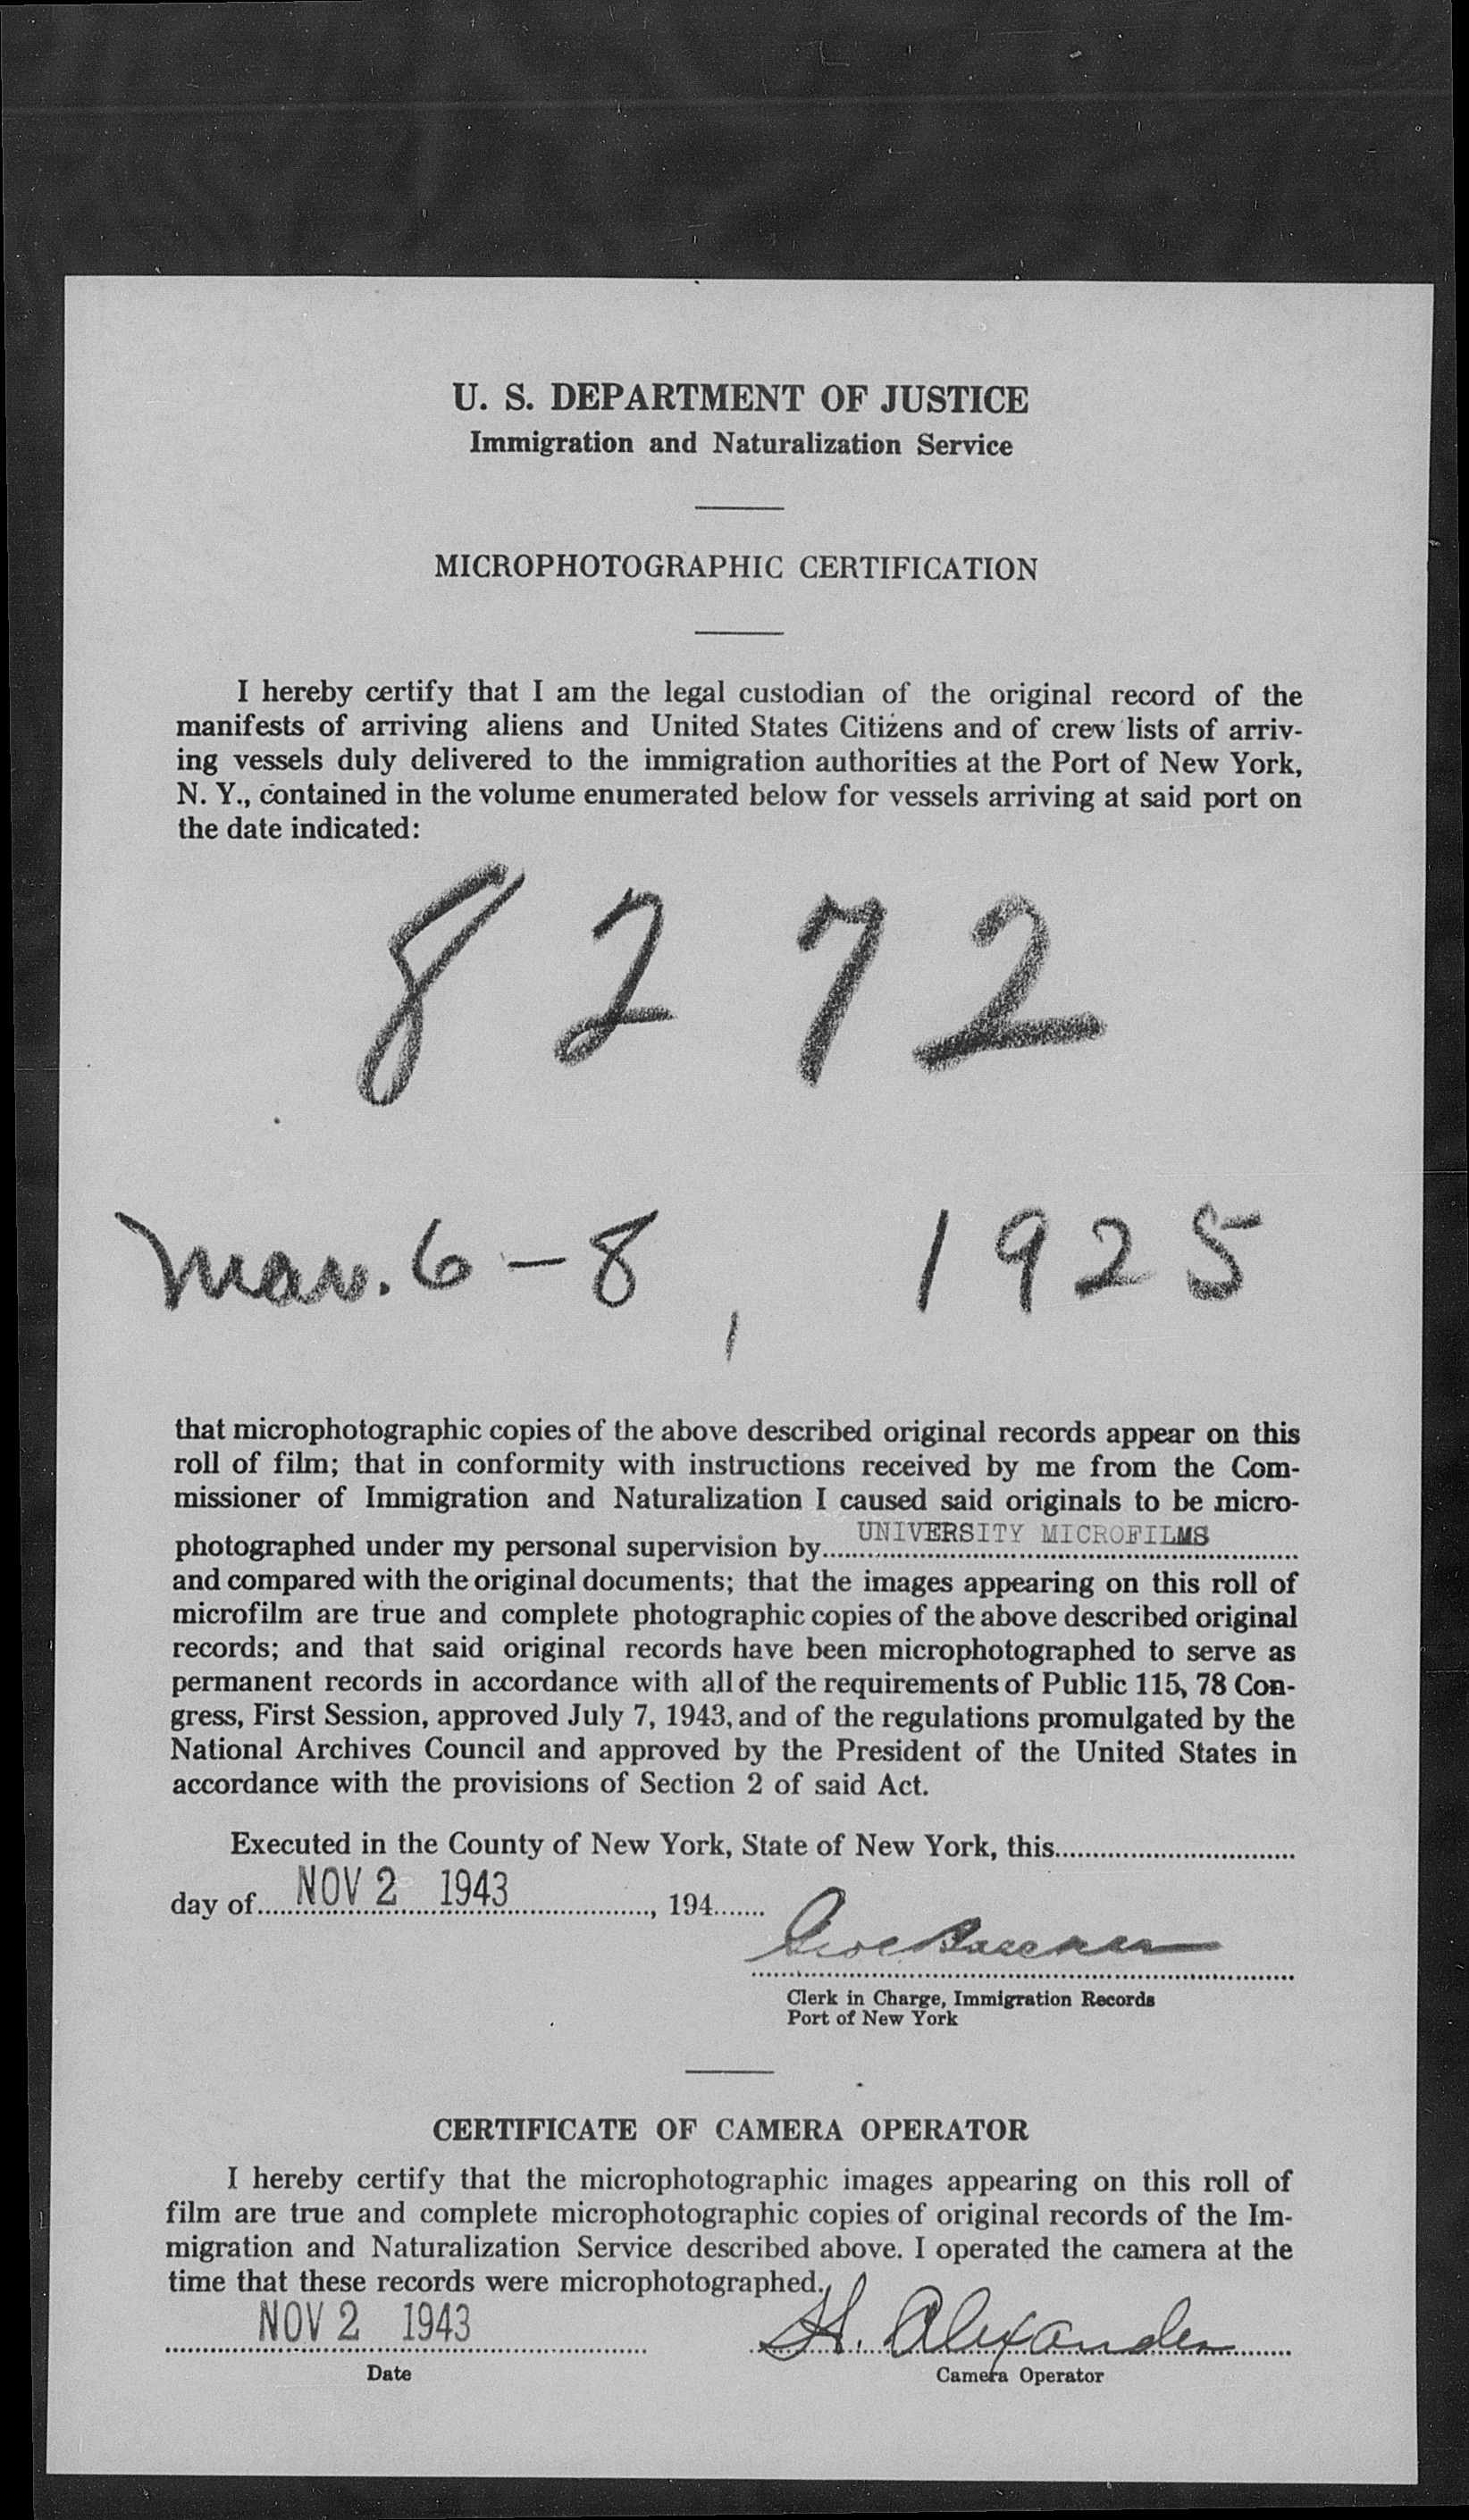 U. S. DEPARTMENT OF JUSTICE
Immigration and Naturalization Service
MICROPHOTOGRAPHIC CERTIFICATION
I hereby certify that I am the legal custodian of the original record of the
manifests of arriving aliens and United States Citizens and of crew lists of arriv-
ing vessels duly delivered to the immigration authorities at the Port of New York,
N. Y., contained in the volume enumerated below for vessels arriving at said port on
the date indicated:
8272
Mar. 6-8, 1925
that microphotographic copies of the above described original records appear on this
roll of film; that in conformity with instructions received by me from the Com-
missioner of Immigration and Naturalization I caused said originals to be micro-
photographed under my personal supervision by UNIVERSITY MICROFILMS
and compared with the original documents; that the images appearing on this roll of
microfilm are true and complete photographic copies of the above described original
records; and that said original records have been microphotographed to serve as
permanent records in accordance with all of the requirements of Public 115, 78 Con-
gress, First Session, approved July 7, 1943, and of the regulations promulgated by the
National Archives Council and approved by the President of the United States in
accordance with the provisions of Section 2 of said Act.
Executed in the County of New York, State of New York, this
day of NOV 2 1943, 194
Clerk in Charge, Immigration Records
Port of New York
CERTIFICATE OF CAMERA OPERATOR
I hereby certify that the microphotographic images appearing on this roll of
film are true and complete microphotographic copies of original records of the Im-
migration and Naturalization Service described above. I operated the camera at the
time that these records were microphotographed.
NOV 2 1943 H. Alexander
Date Camera Operator